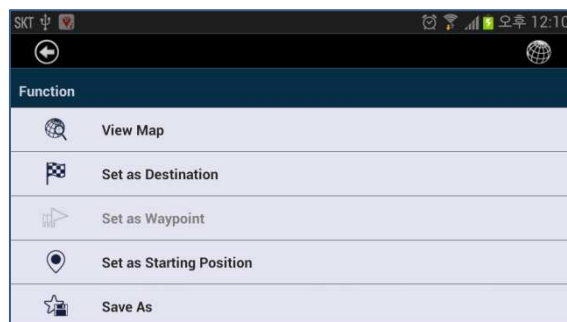 SKT 오후 12:10
Function
View Map
Set as Destination
Set as Waypoint
Set as Starting Position
Save As